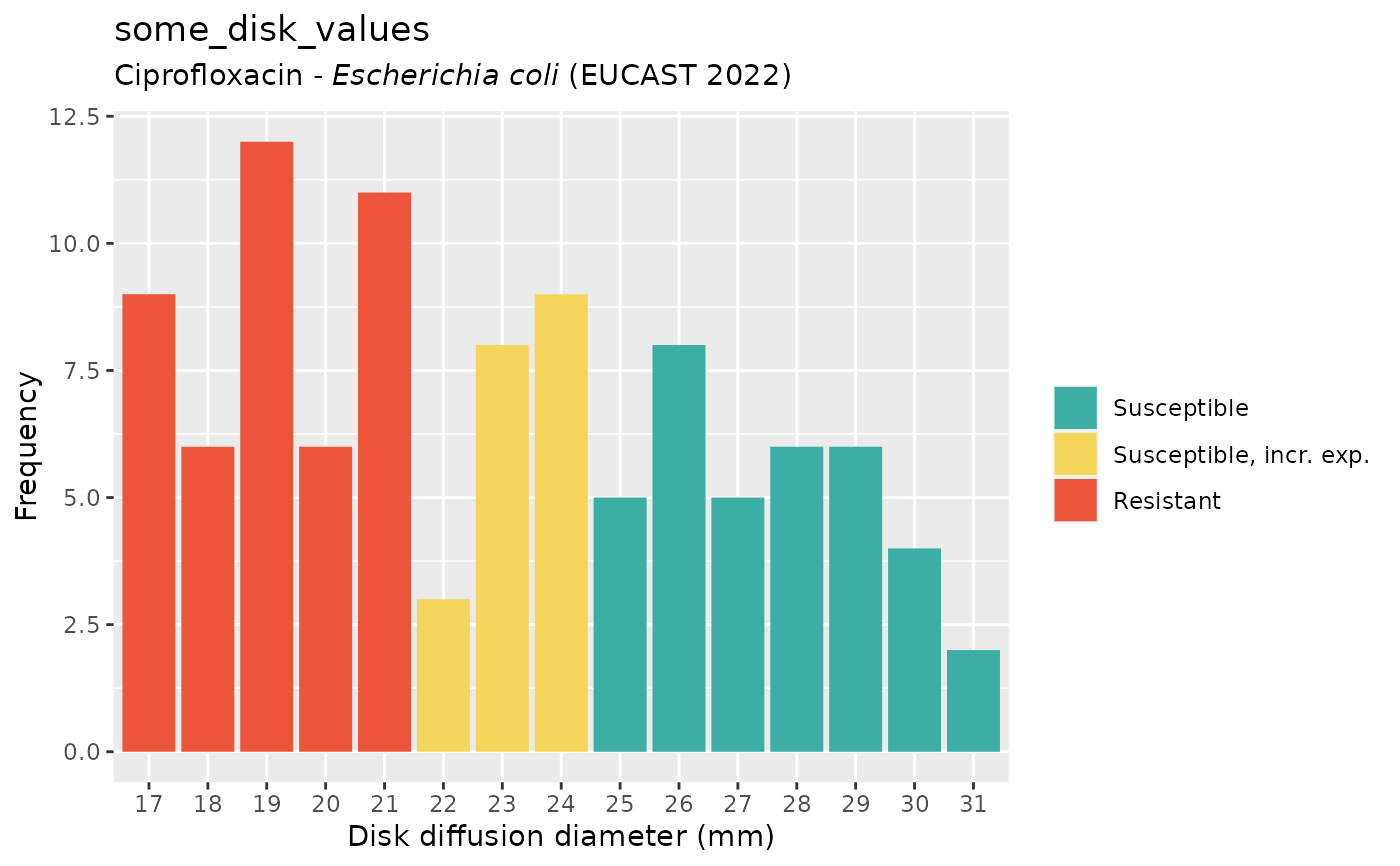 some_disk_values
Ciprofloxacin - Escherichia coli (EUCAST 2022)
Frequency
12.5
10.0
7.5
5.0
2.5
0.0
17 18 19 20 21 22 23 24 25 26 27 28 29 30 31
Disk diffusion diameter (mm)
Susceptible
Susceptible, incr. exp.
Resistant